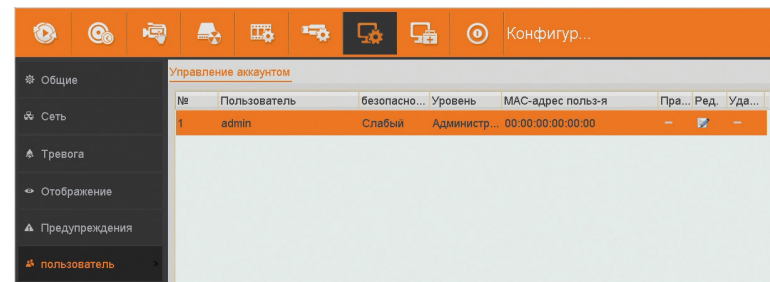 Конфигур...
Общие
Сеть
Тревога
Отображение
Предупреждения
пользователь
Управление аккаунтом
№ Пользователь безопасно... Уровень MAC-адрес польз-я Пра... Ред. Уда...
1 admin Слабый Администр... 00:00:00:00:00:00 — —